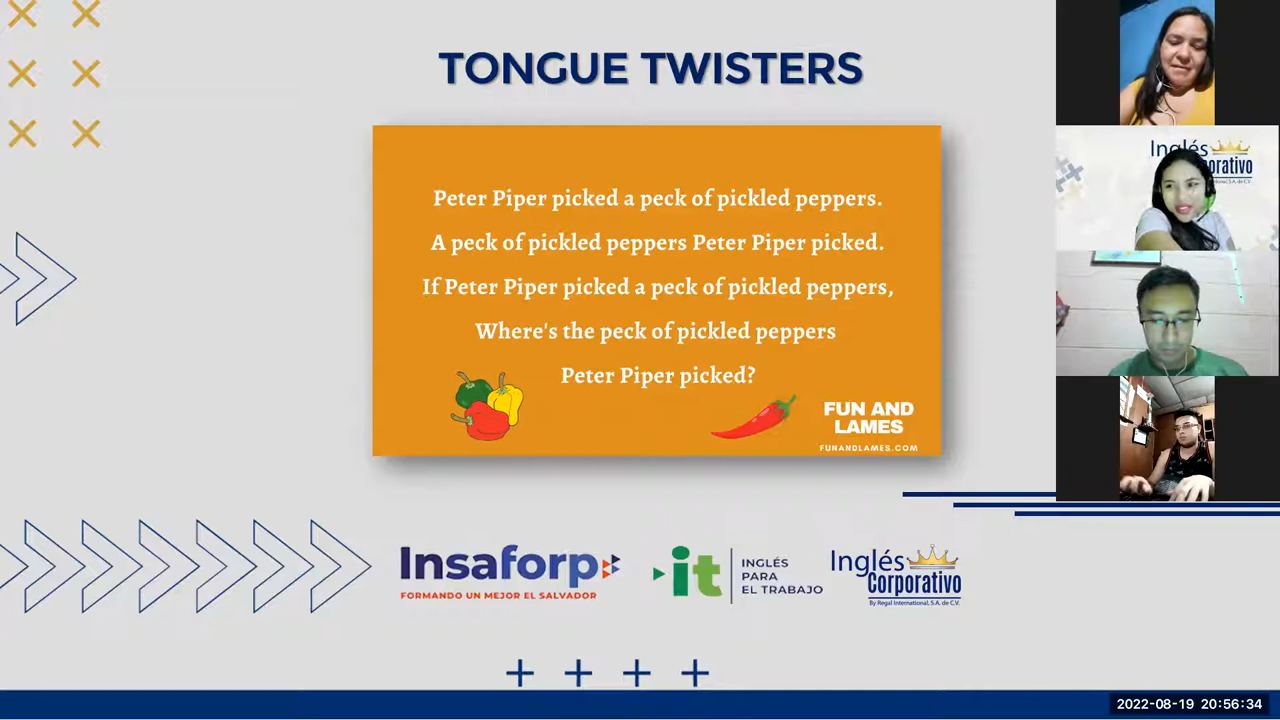 TONGUE TWISTERS
Peter Piper picked a peck of pickled peppers.
A peck of pickled peppers Peter Piper picked.
If Peter Piper picked a peck of pickled peppers,
Where's the peck of pickled peppers
Peter Piper picked?
FUN AND
LAMES
FUNANDLAMES.COM
Insaforp
FORMANDO UN MEJOR EL SALVADOR
it
INGLÉS
PARA
EL TRABAJO
Inglés
Corporativo
By Regal International, S.A. de C.V.
2022-08-19 20:56:34